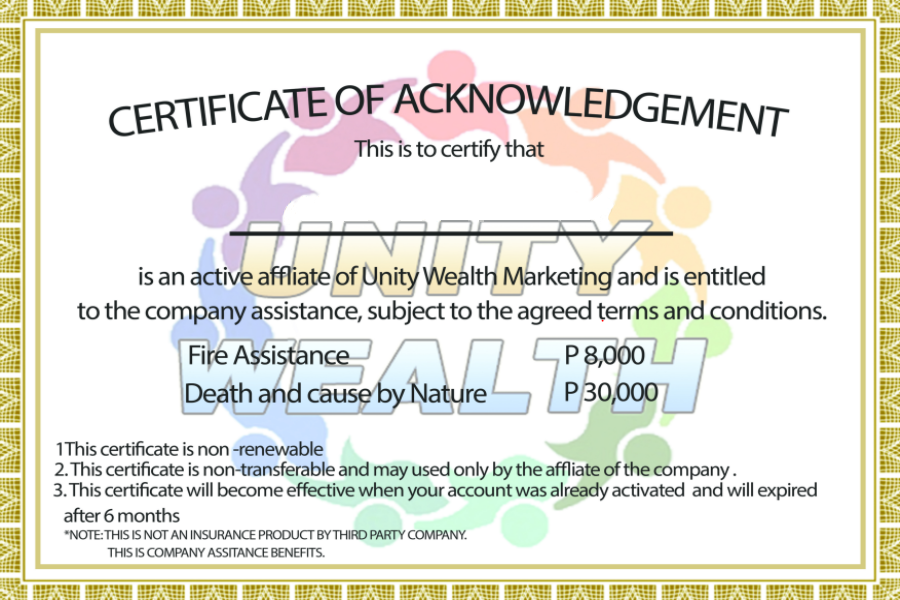 CERTIFICATE OF ACKNOWLEDGEMENT
This is to certify that
UNITY
is an active affliate of Unity Wealth Marketing and is entitled
to the company assistance, subject to the agreed terms and conditions.
WEALTH
Fire Assistance P 8,000
Death and cause by Nature P 30,000
1This certificate is non -renewable
2. This certificate is non-transferable and may used only by the affliate of the company .
3. This certificate will become effective when your account was already activated and will expired
after 6 months
*NOTE: THIS IS NOT AN INSURANCE PRODUCT BY THIRD PARTY COMPANY.
THIS IS COMPANY ASSITANCE BENEFITS.